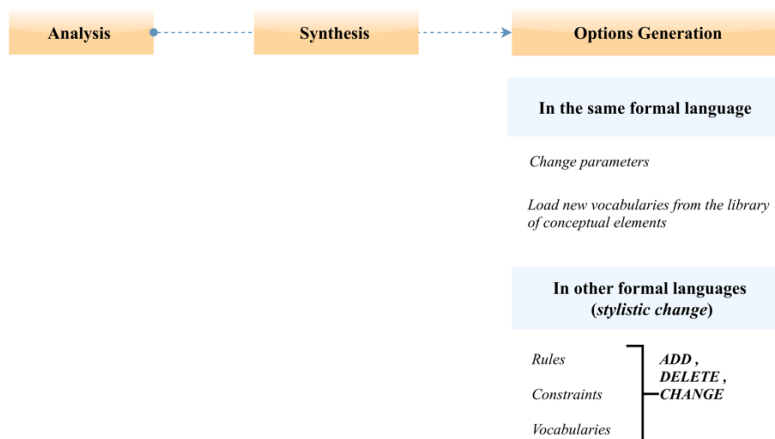 Analysis
Synthesis
Options Generation
In the same formal language
Change parameters
Load new vocabularies from the library
of conceptual elements
In other formal languages
(stylistic change)
Rules
Constraints
Vocabularies
ADD ,
DELETE ,
CHANGE